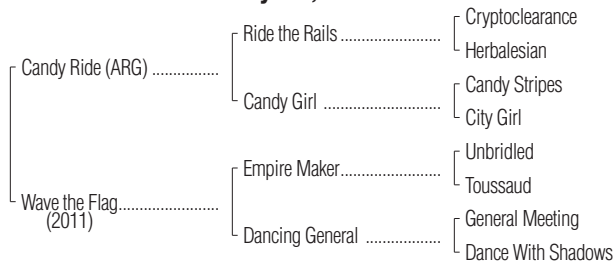 Cryptoclearance
Ride the Rails
Herbalesian
Candy Ride (ARG)
Candy Stripes
Candy Girl
City Girl
Unbridled
Empire Maker
Toussaud
Wave the Flag
(2011)
General Meeting
Dancing General
Dance With Shadows